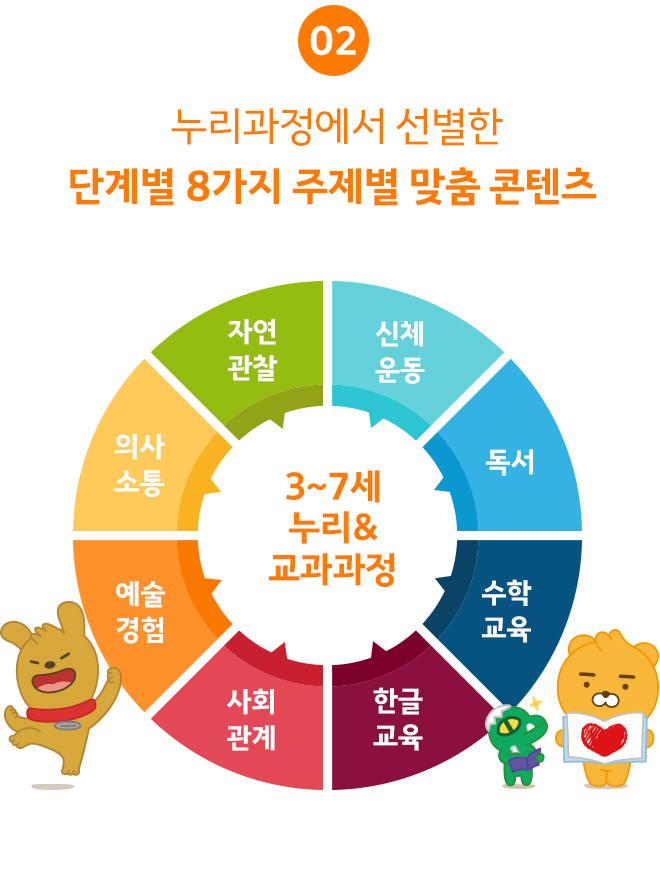 02
누리과정에서 선별한
단계별 8가지 주제별 맞춤 콘텐츠
자연
관찰
신체
운동
의사
소통
독서
3~7세
누리&
교과과정
예술
경험
수학
교육
사회
관계
한글
교육